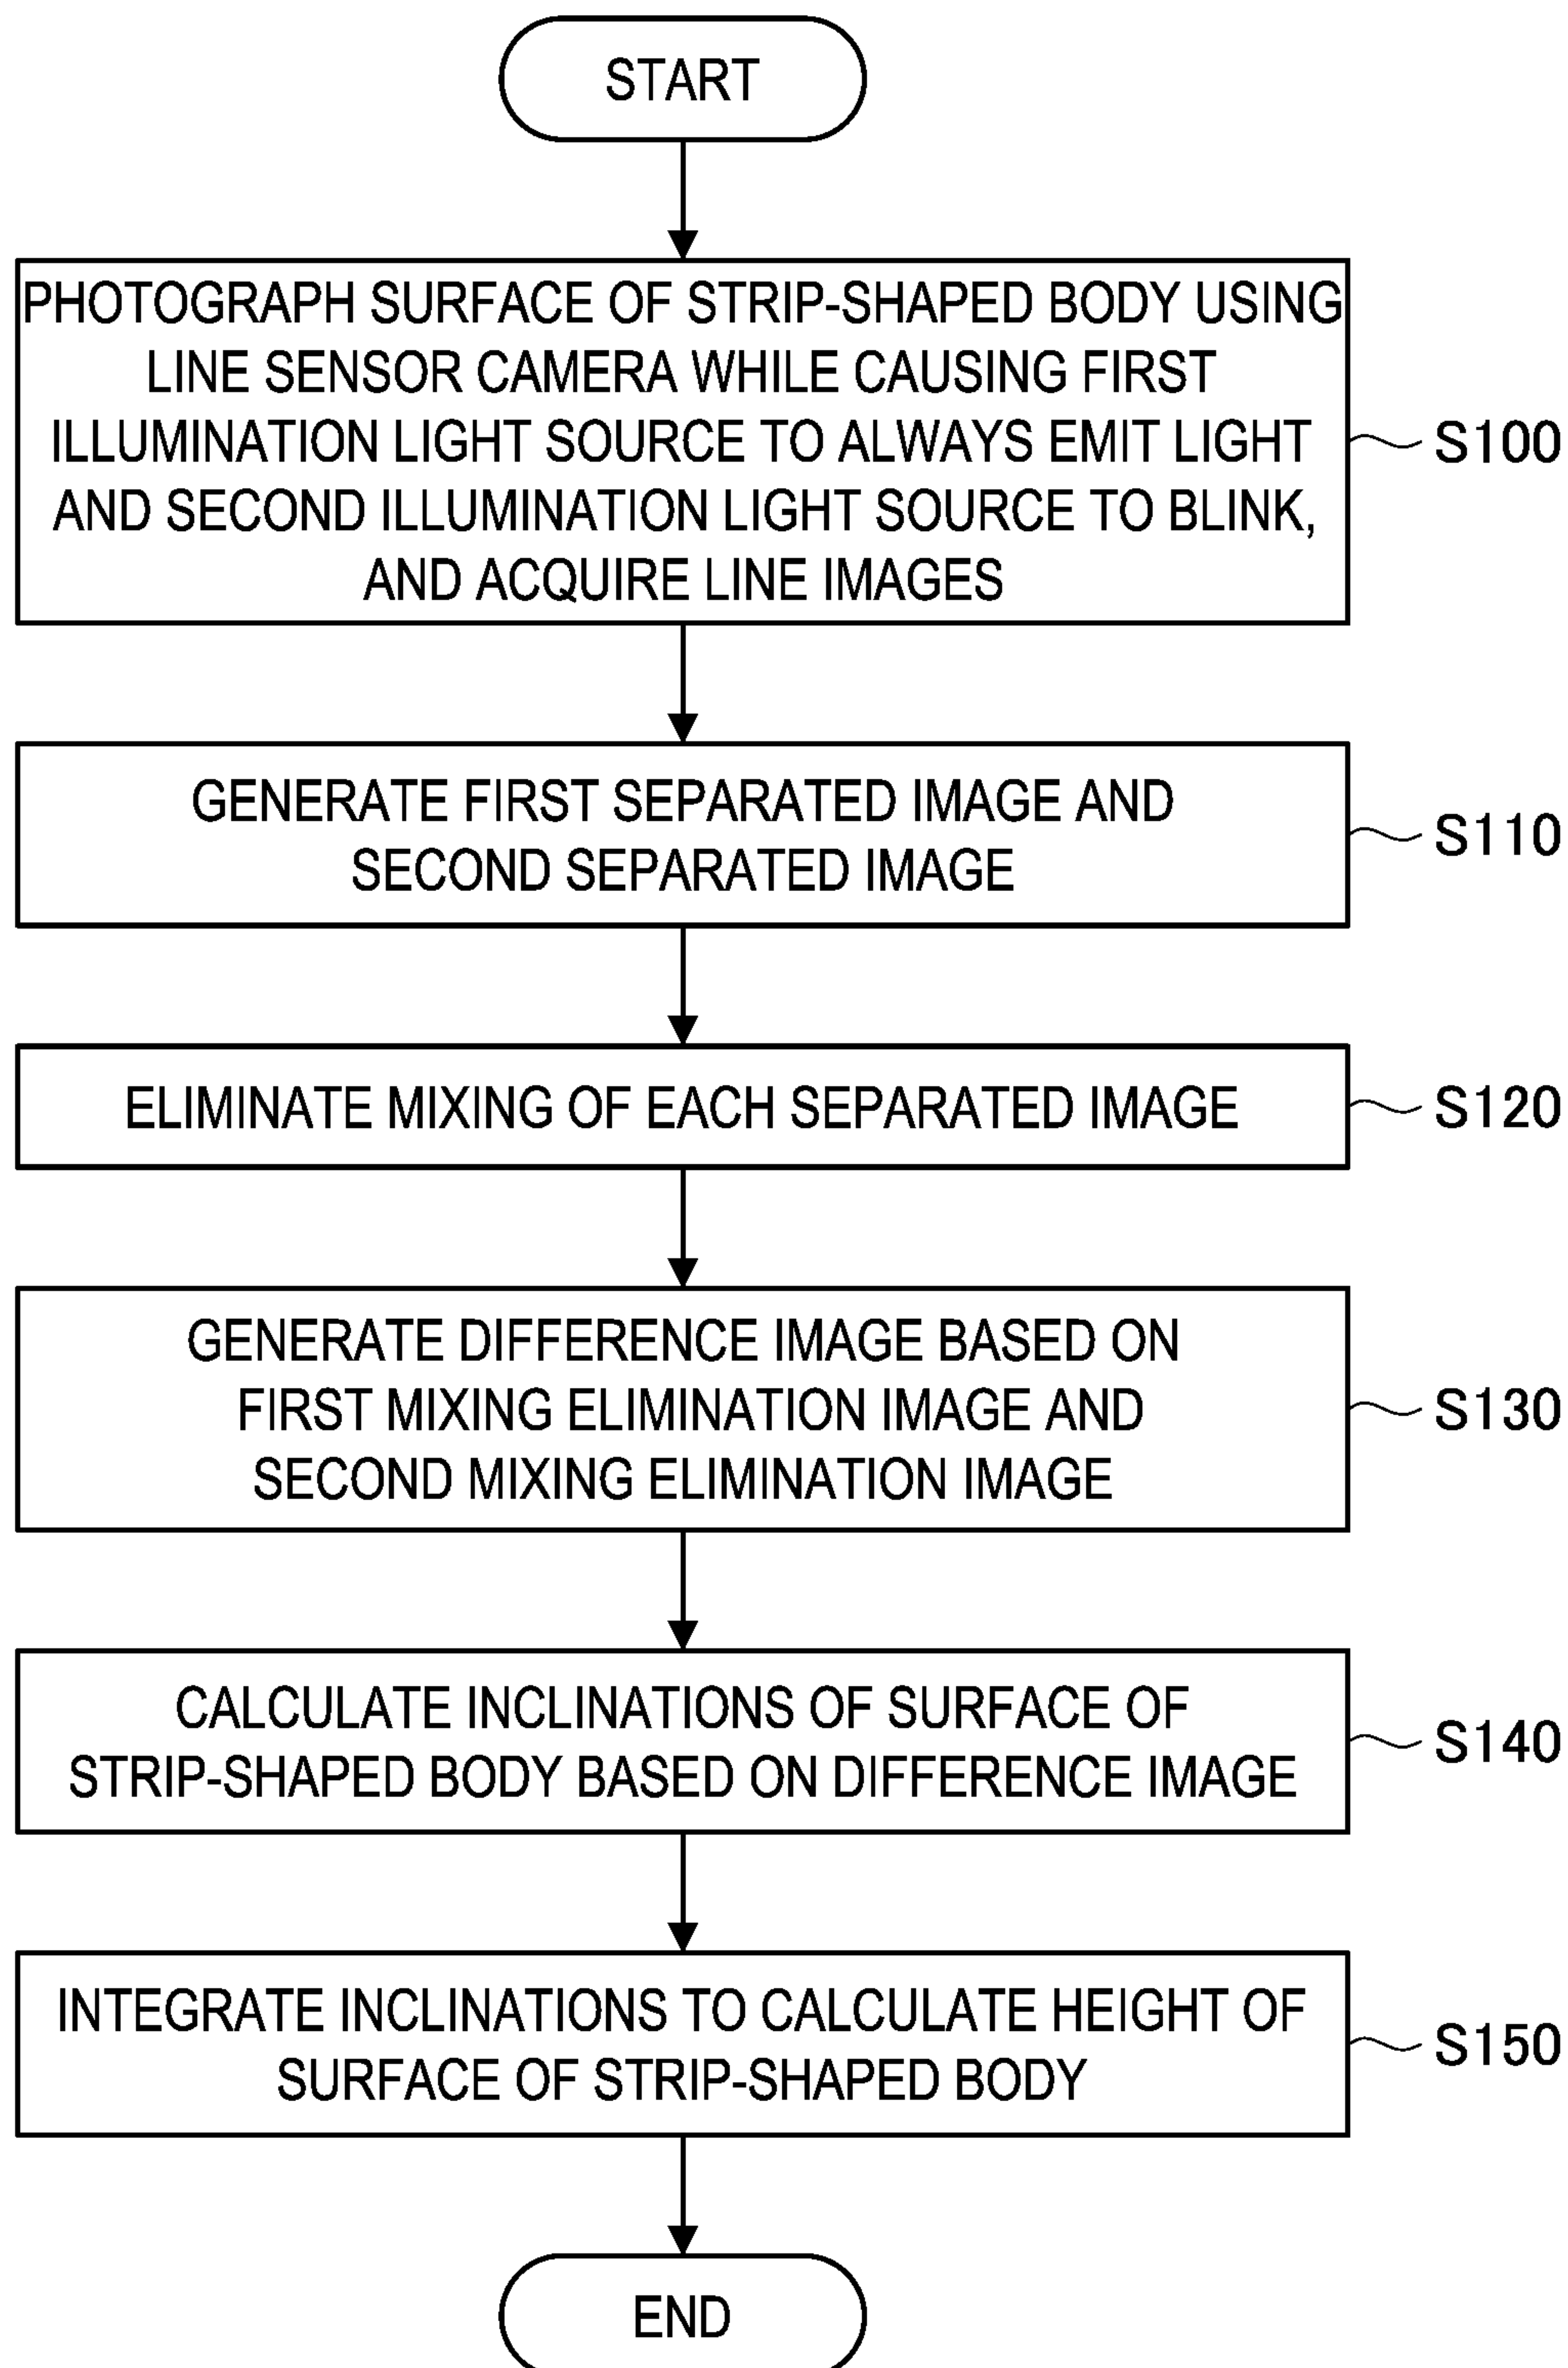 START
PHOTOGRAPH SURFACE OF STRIP-SHAPED BODY USING
LINE SENSOR CAMERA WHILE CAUSING FIRST
ILLUMINATION LIGHT SOURCE TO ALWAYS EMIT LIGHT
AND SECOND ILLUMINATION LIGHT SOURCE TO BLINK,
AND ACQUIRE LINE IMAGES
S100
GENERATE FIRST SEPARATED IMAGE AND
SECOND SEPARATED IMAGE
S110
ELIMINATE MIXING OF EACH SEPARATED IMAGE
S120
GENERATE DIFFERENCE IMAGE BASED ON
FIRST MIXING ELIMINATION IMAGE AND
SECOND MIXING ELIMINATION IMAGE
S130
CALCULATE INCLINATIONS OF SURFACE OF
STRIP-SHAPED BODY BASED ON DIFFERENCE IMAGE
S140
INTEGRATE INCLINATIONS TO CALCULATE HEIGHT OF
SURFACE OF STRIP-SHAPED BODY
S150
END